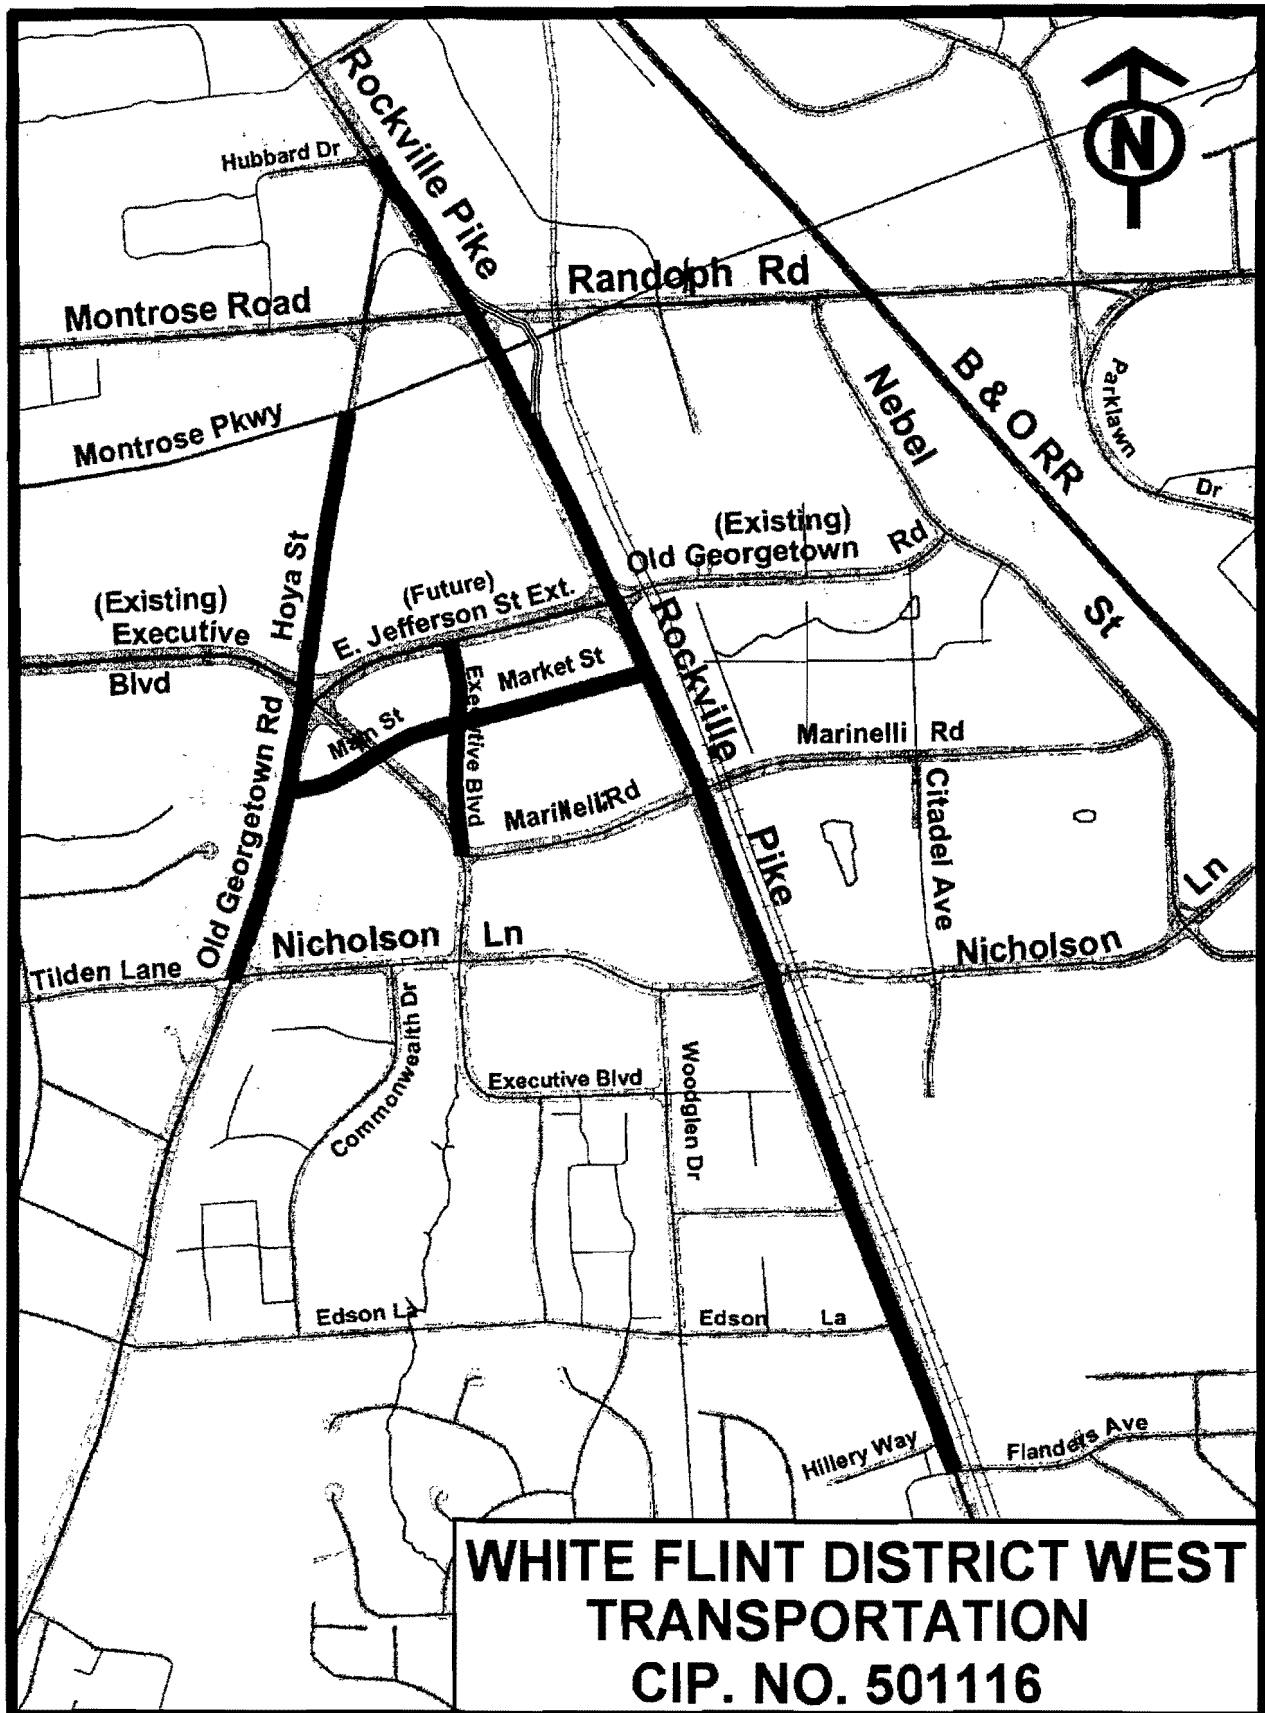 N
Rockville Pike
Hubbard Dr
Randoph Rd
Montrose Road
B & O RR
Nebel
Parklawn
Montrose Pkwy
Dr
(Existing)
Old Georgetown Rd
Hoya St
(Future)
E. Jefferson St Ext.
(Existing)
Executive
Blvd
St
Rockville
Market St
Executive Blvd
Main St
Old Georgetown Rd
Marinelli Rd
Marinelli Rd
Citadel Ave
Pike
Ln
Nicholson Ln
Nicholson
Tilden Lane
Commonwealth Dr
Woodglen Dr
Executive Blvd
Edson La
Edson La
Hillery Way
Flanders Ave
WHITE FLINT DISTRICT WEST
TRANSPORTATION
CIP. NO. 501116